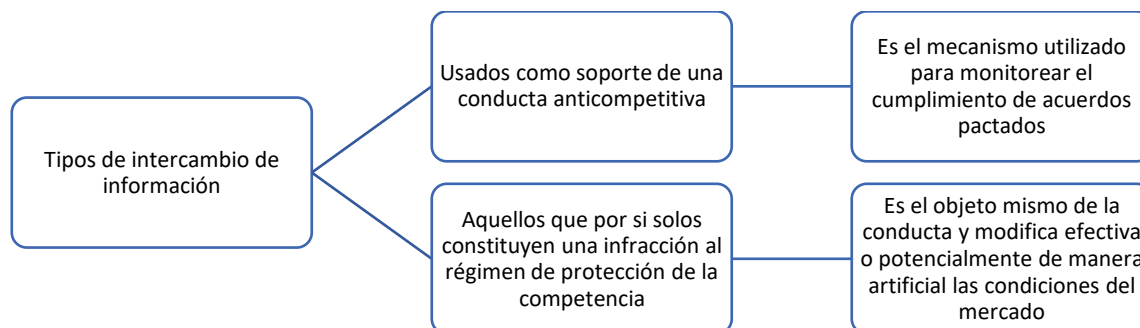 Tipos de intercambio de
información
Usados como soporte de una
conducta anticompetitiva
Es el mecanismo utilizado
para monitorear el
cumplimiento de acuerdos
pactados
Aquellos que por si solos
constituyen una infracción al
régimen de protección de la
competencia
Es el objeto mismo de la
conducta y modifica efectiva
o potencialmente de manera
artificial las condiciones del
mercado